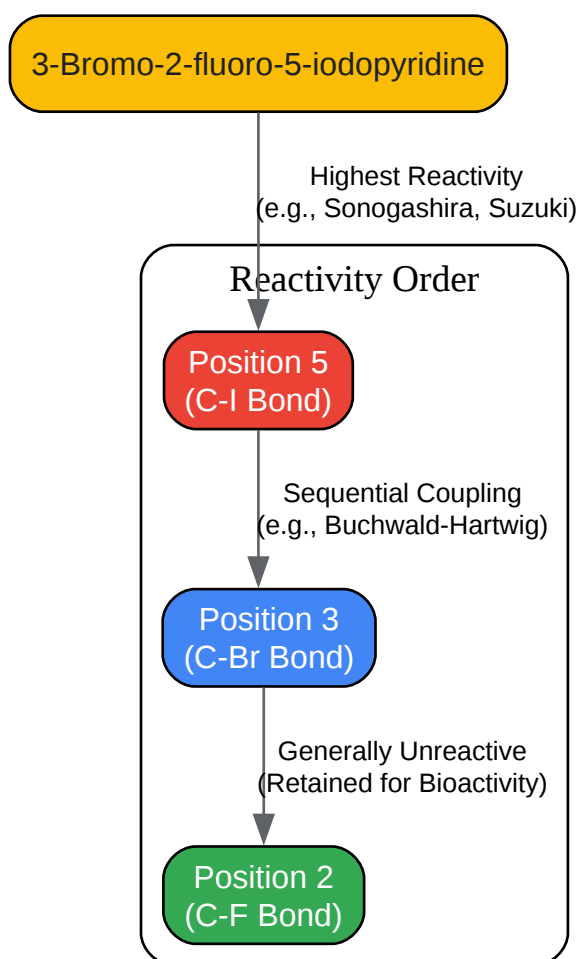 3-Bromo-2-fluoro-5-iodopyridine
Highest Reactivity
(e.g., Sonogashira, Suzuki)
Reactivity Order
Position 5
(C-I Bond)
Sequential Coupling
(e.g., Buchwald-Hartwig)
Position 3
(C-Br Bond)
Generally Unreactive
(Retained for Bioactivity)
Position 2
(C-F Bond)